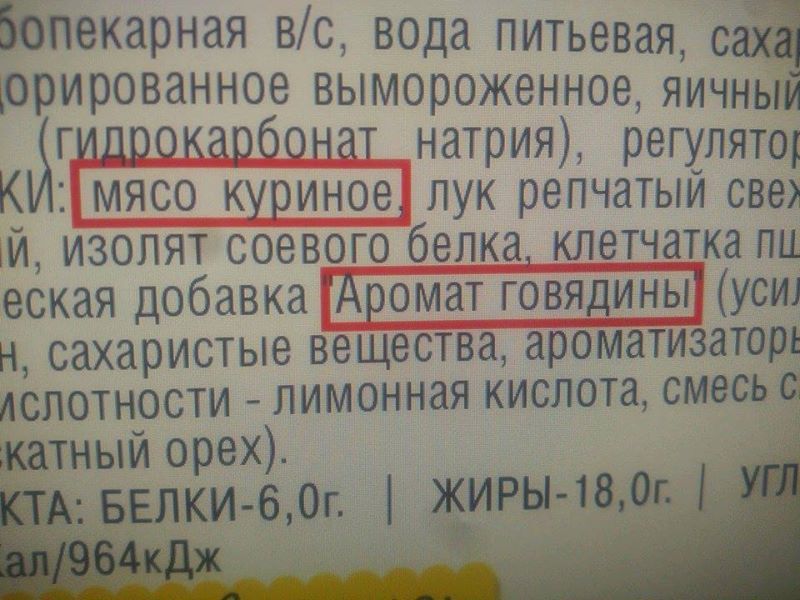 бопекарная в/с, вода питьевая, саха
дорированное вымороженное, яичный
(гидрокарбонат натрия), регулятор
КИ: мясо куриное, лук репчатый свеж
й, изолят соевого белка, клетчатка пш
еская добавка "Аромат говядины" (усил
н, сахаристые вещества, ароматизаторы
ислотности - лимонная кислота, смесь с
скатный орех).
КТА: БЕЛКИ-6,0г. | ЖИРЫ-18,0г. | УГЛ
кал/964кДж